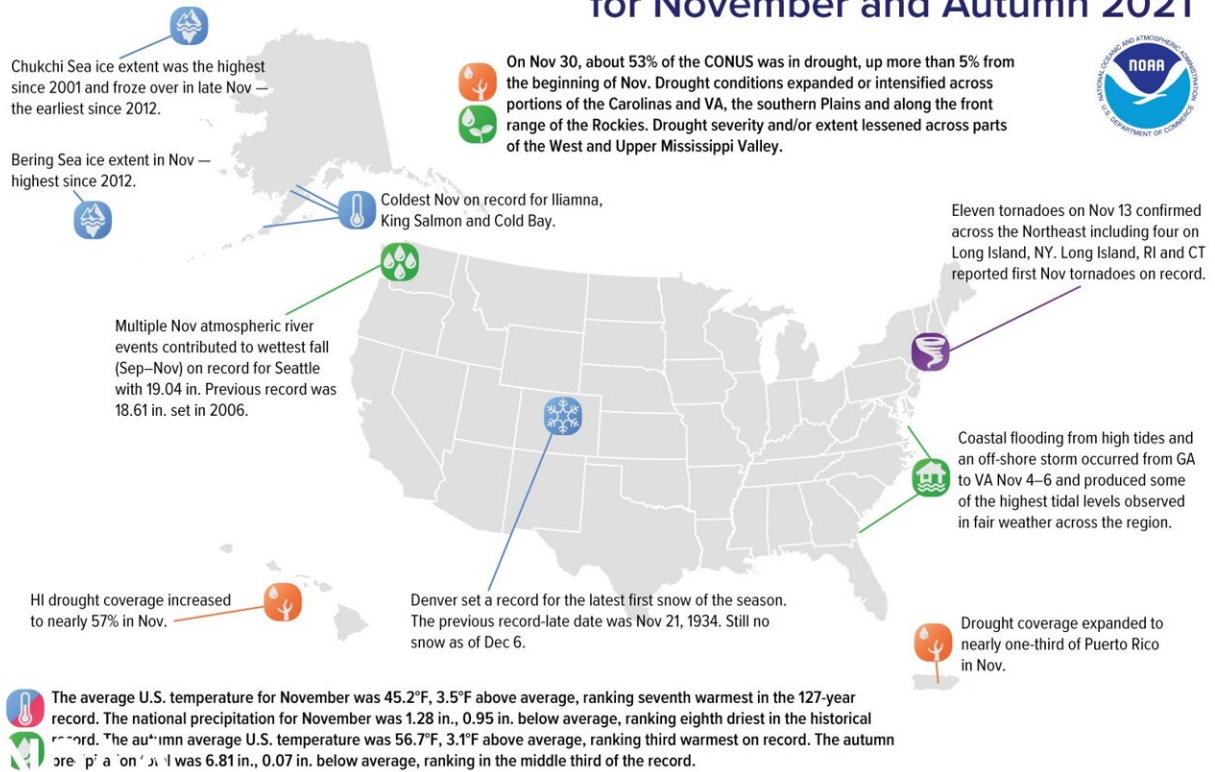 for November and Autumn 2021
Chukchi Sea ice extent was the highest
since 2001 and froze over in late Nov —
the earliest since 2012.
On Nov 30, about 53% of the CONUS was in drought, up more than 5% from
the beginning of Nov. Drought conditions expanded or intensified across
portions of the Carolinas and VA, the southern Plains and along the front
range of the Rockies. Drought severity and/or extent lessened across parts
of the West and Upper Mississippi Valley.
NATIONAL OCEANIC AND ATMOSPHERIC ADMINISTRATION
NOAA
U.S. DEPARTMENT OF COMMERCE
Bering Sea ice extent in Nov —
highest since 2012.
Coldest Nov on record for Iliamna,
King Salmon and Cold Bay.
Eleven tornadoes on Nov 13 confirmed
across the Northeast including four on
Long Island, NY. Long Island, RI and CT
reported first Nov tornadoes on record.
Multiple Nov atmospheric river
events contributed to wettest fall
(Sep–Nov) on record for Seattle
with 19.04 in. Previous record was
18.61 in. set in 2006.
Coastal flooding from high tides and
an off-shore storm occurred from GA
to VA Nov 4–6 and produced some
of the highest tidal levels observed
in fair weather across the region.
HI drought coverage increased
to nearly 57% in Nov.
Denver set a record for the latest first snow of the season.
The previous record-late date was Nov 21, 1934. Still no
snow as of Dec 6.
Drought coverage expanded to
nearly one-third of Puerto Rico
in Nov.
The average U.S. temperature for November was 45.2°F, 3.5°F above average, ranking seventh warmest in the 127-year
record. The national precipitation for November was 1.28 in., 0.95 in. below average, ranking eighth driest in the historical
record. The autumn average U.S. temperature was 56.7°F, 3.1°F above average, ranking third warmest on record. The autumn
precipitation total was 6.81 in., 0.07 in. below average, ranking in the middle third of the record.